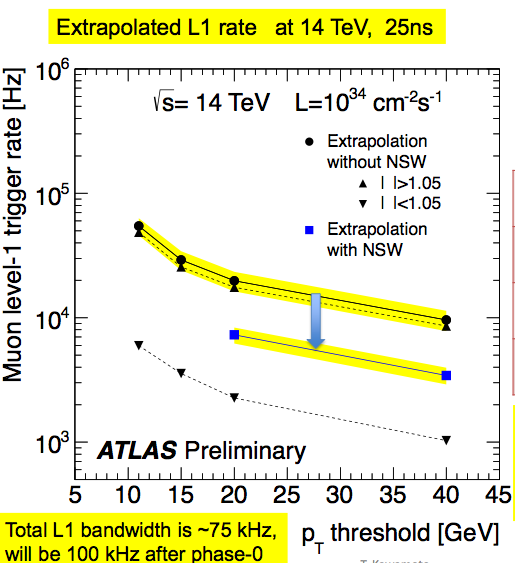 Extrapolated L1 rate at 14 TeV, 25ns
Muon level-1 trigger rate [Hz]
10⁶
10⁵
10⁴
10³
√s= 14 TeV L=10³⁴ cm⁻²s⁻¹
Extrapolation
without NSW
| |>1.05
| |<1.05
Extrapolation
with NSW
ATLAS Preliminary
5 10 15 20 25 30 35 40 45
p_T threshold [GeV]
Total L1 bandwidth is ~75 kHz,
will be 100 kHz after phase-0